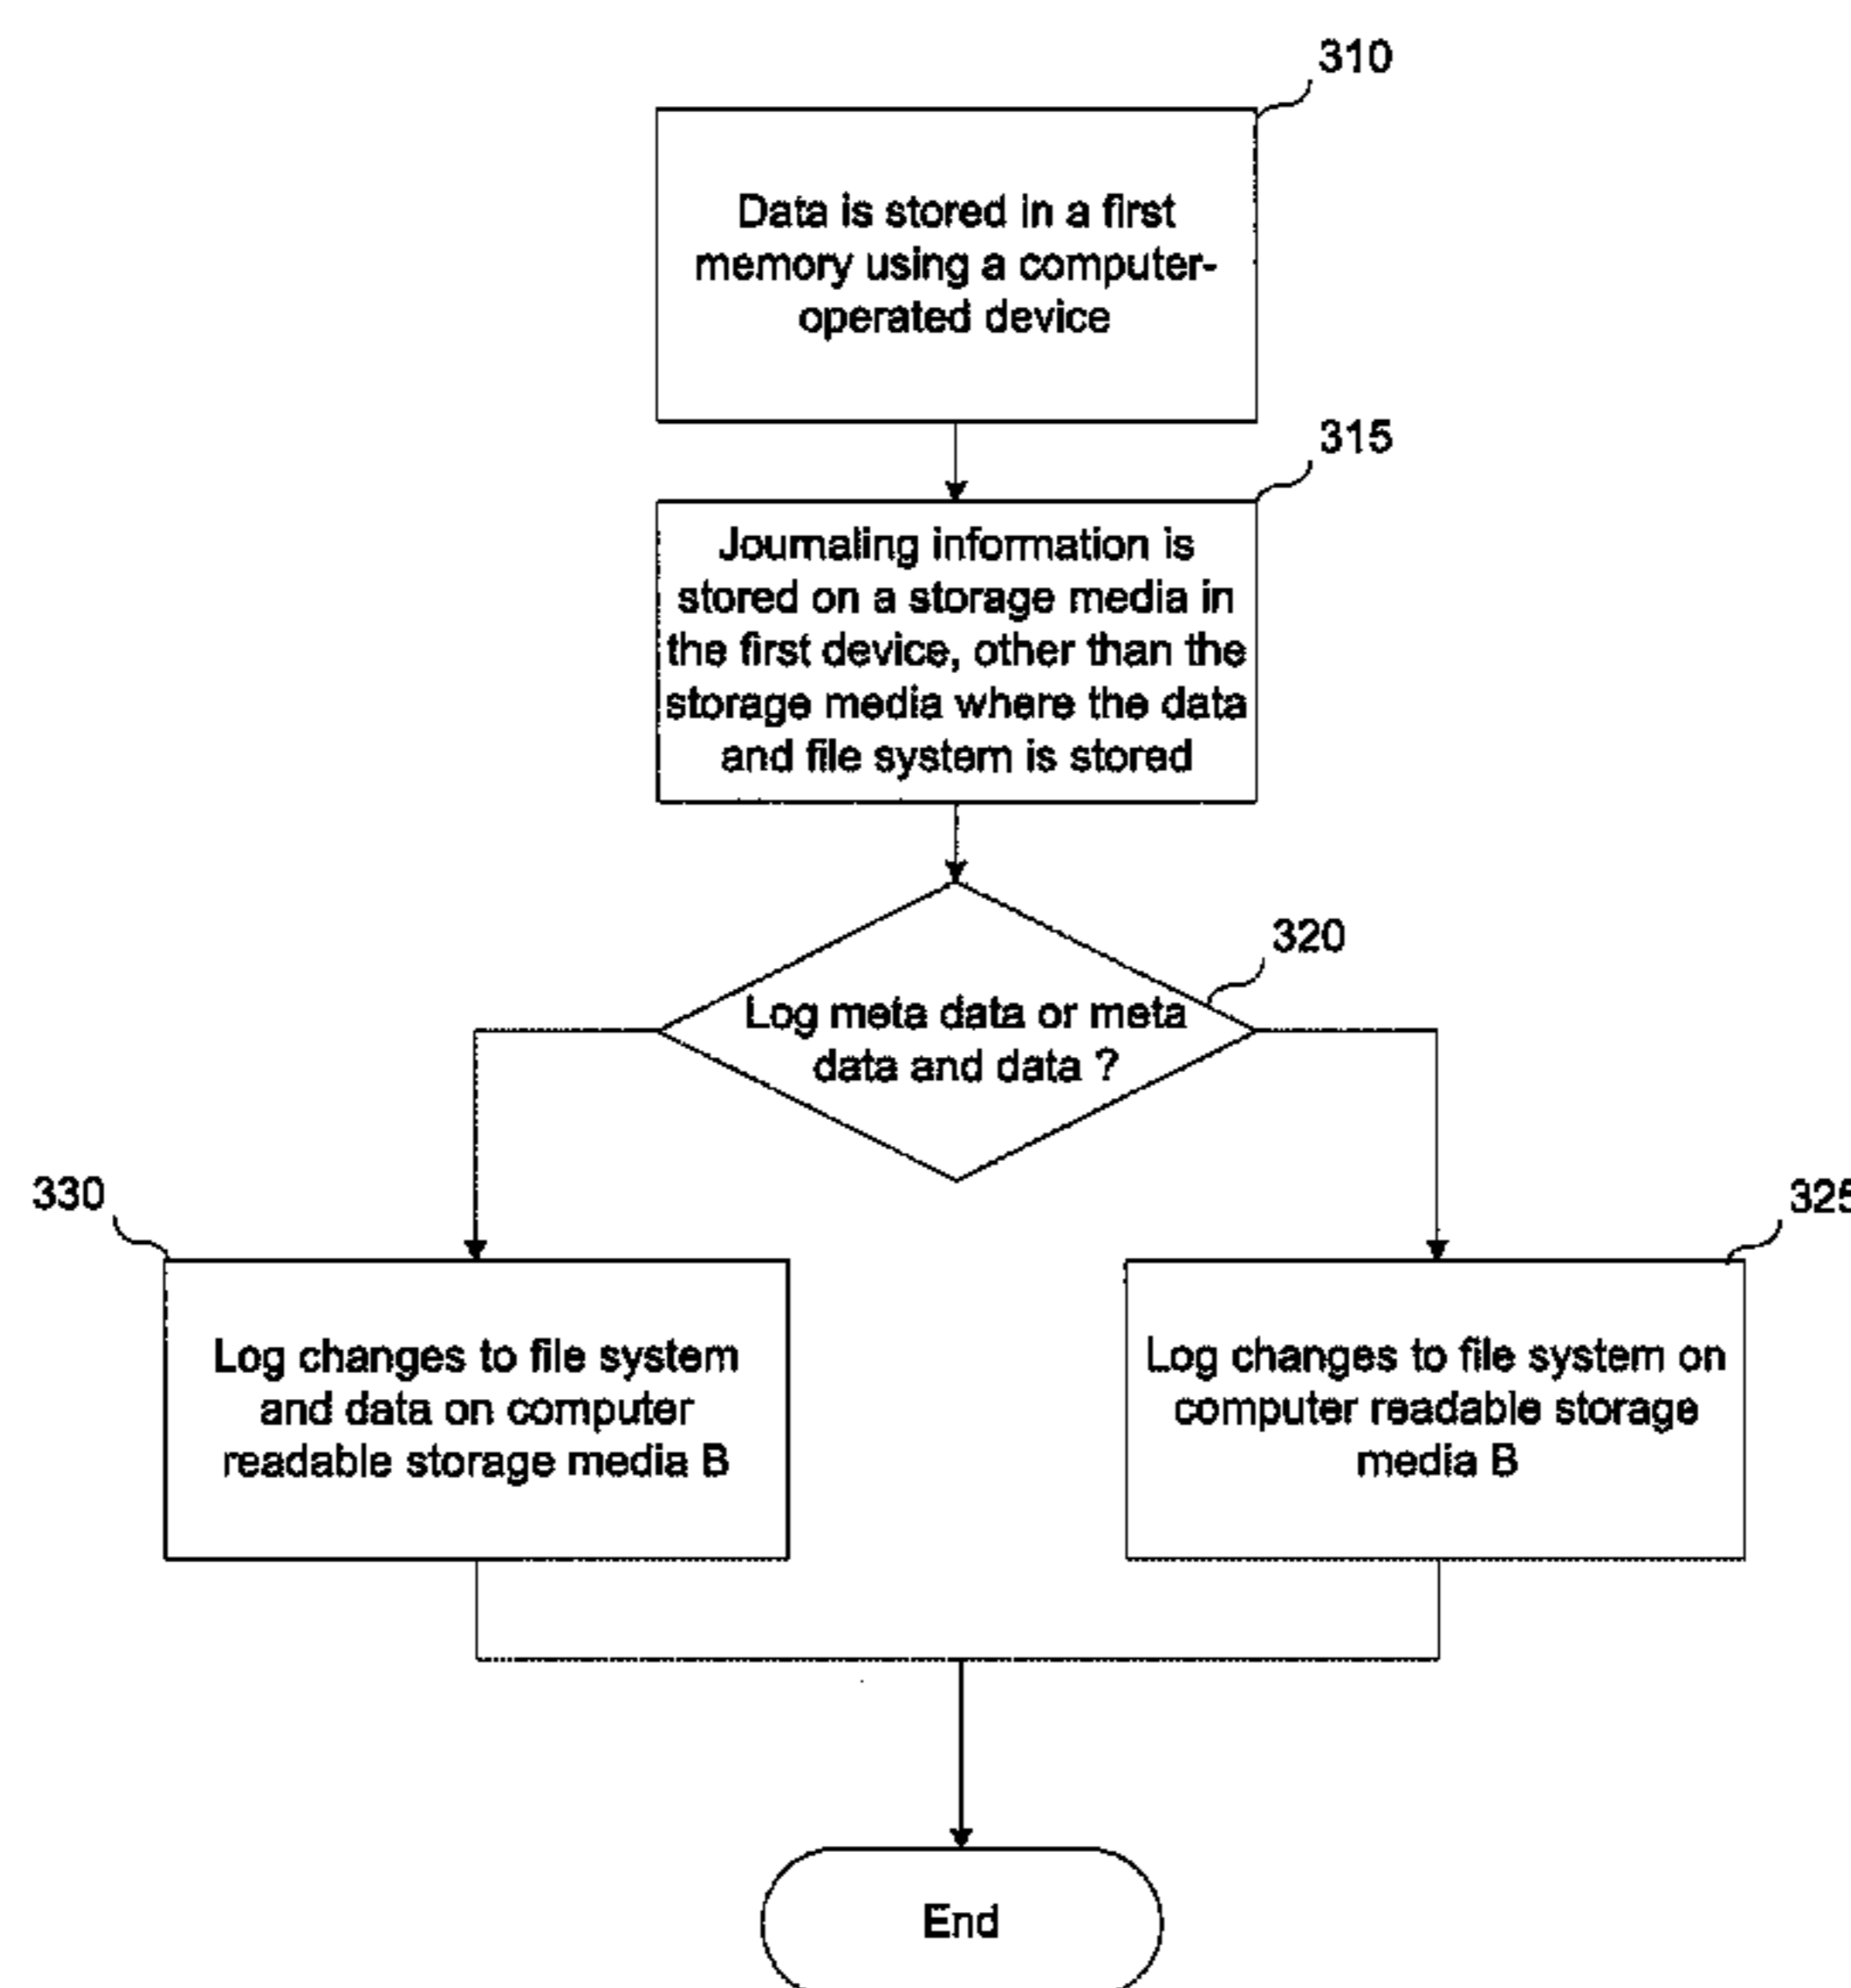 310
Data is stored in a first
memory using a computer-
operated device
315
Journaling information is
stored on a storage media in
the first device, other than the
storage media where the data
and file system is stored
320
Log meta data or meta
data and data ?
330
325
Log changes to file system
and data on computer
readable storage media B
Log changes to file system on
computer readable storage
media B
End